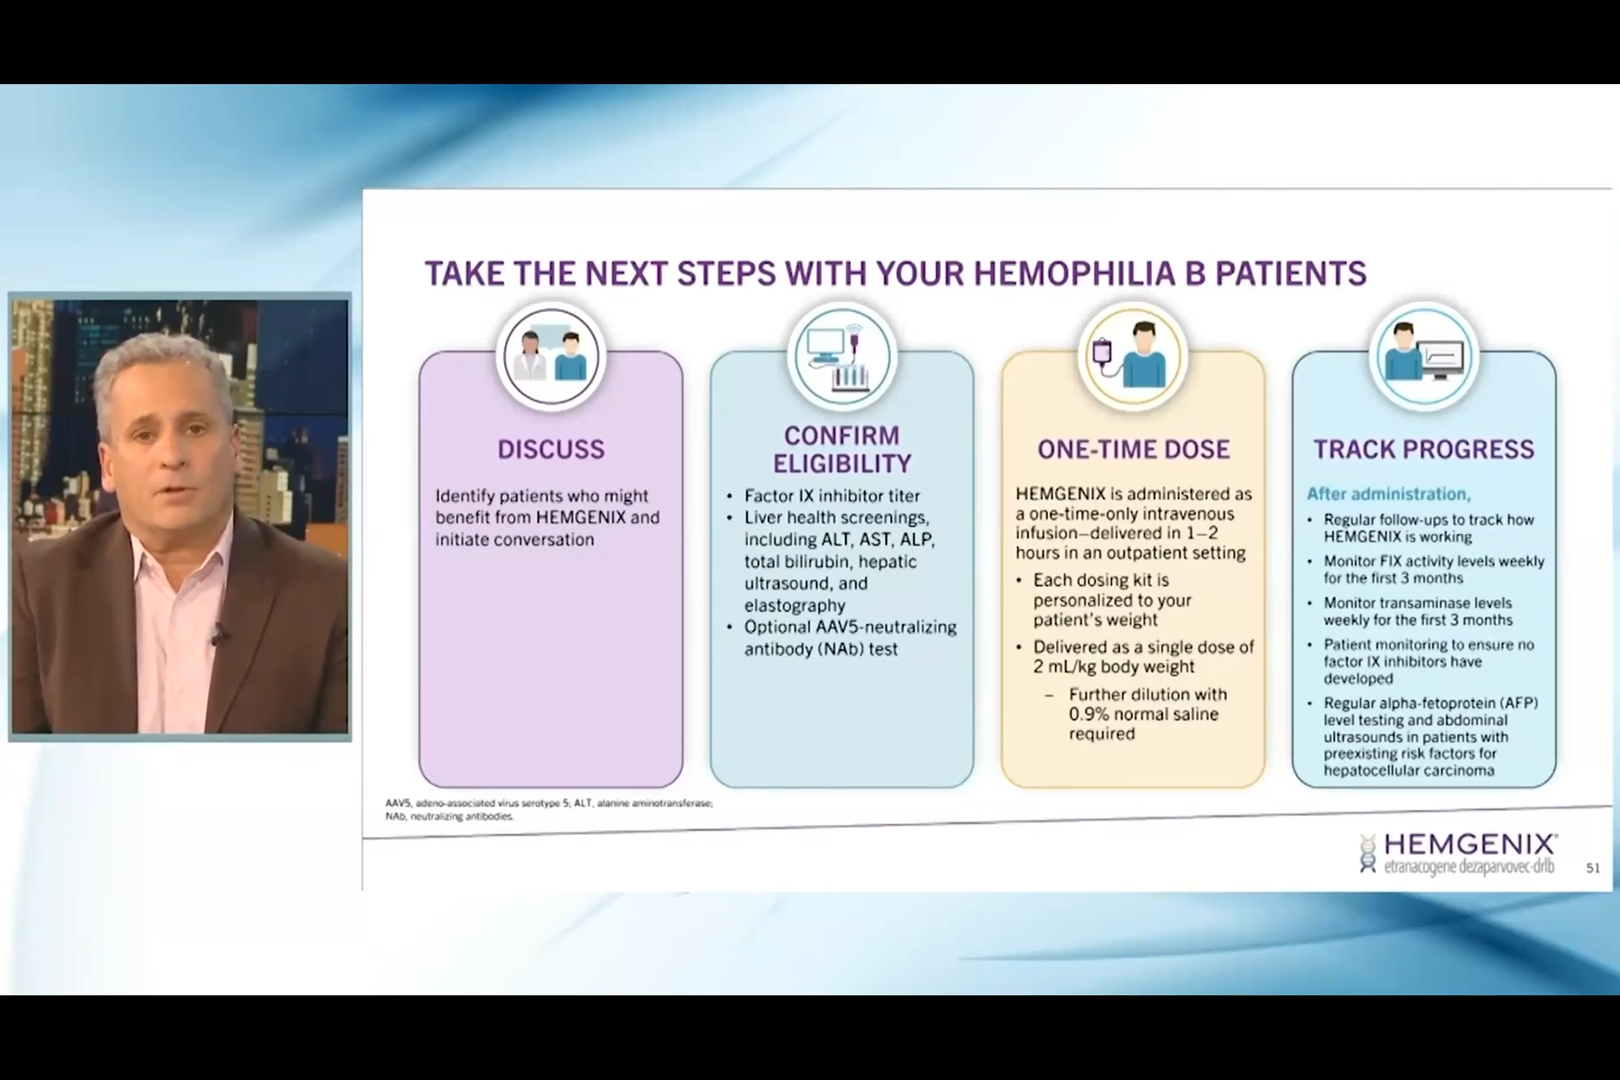 TAKE THE NEXT STEPS WITH YOUR HEMOPHILIA B PATIENTS
DISCUSS
Identify patients who might
benefit from HEMGENIX and
initiate conversation
CONFIRM
ELIGIBILITY
• Factor IX inhibitor titer
• Liver health screenings,
including ALT, AST, ALP,
total bilirubin, hepatic
ultrasound, and
elastography
• Optional AAV5-neutralizing
antibody (NAb) test
ONE-TIME DOSE
HEMGENIX is administered as
a one-time-only intravenous
infusion—delivered in 1–2
hours in an outpatient setting
• Each dosing kit is
personalized to your
patient's weight
• Delivered as a single dose of
2 mL/kg body weight
– Further dilution with
0.9% normal saline
required
TRACK PROGRESS
After administration,
• Regular follow-ups to track how
HEMGENIX is working
• Monitor FIX activity levels weekly
for the first 3 months
• Monitor transaminase levels
weekly for the first 3 months
• Patient monitoring to ensure no
factor IX inhibitors have
developed
• Regular alpha-fetoprotein (AFP)
level testing and abdominal
ultrasounds in patients with
preexisting risk factors for
hepatocellular carcinoma
AAV5, adeno-associated virus serotype 5; ALT, alanine aminotransferase;
NAb, neutralizing antibodies.
HEMGENIX®
etranacogene dezaparvovec-drlb
51